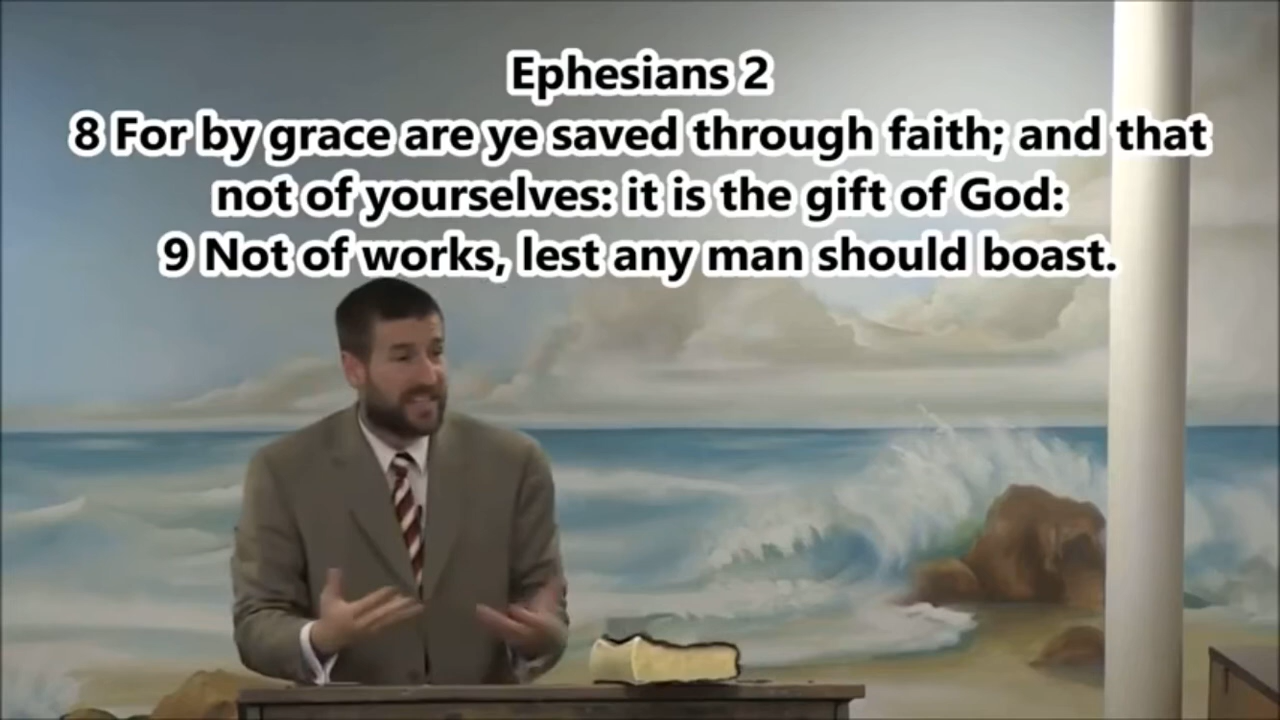 Ephesians 2
8 For by grace are ye saved through faith; and that
not of yourselves: it is the gift of God:
9 Not of works, lest any man should boast.